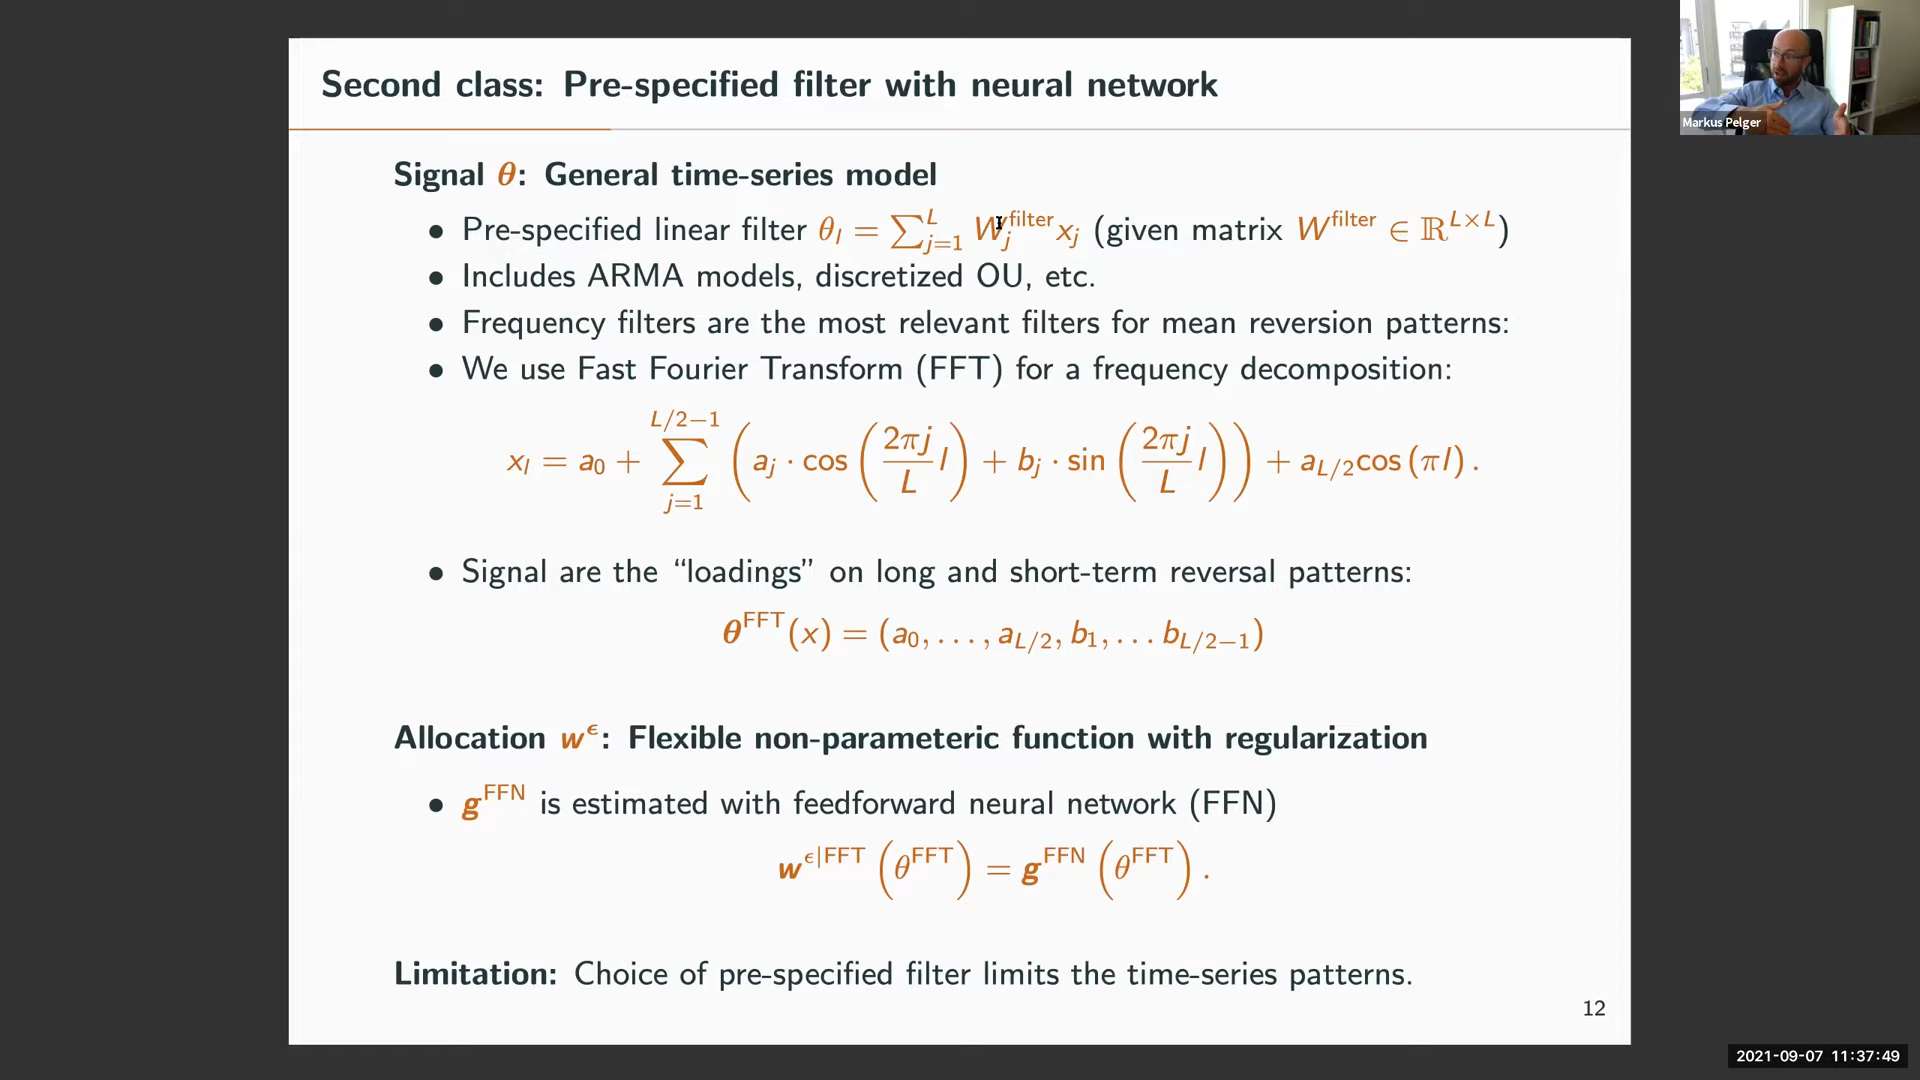 Second class: Pre-specified filter with neural network
Markus Pelger
Signal θ: General time-series model
• Pre-specified linear filter θ_l = ∑_{j=1}^{L} W_j^{filter} x_j (given matrix W^{filter} ∈ ℝ^{L×L})
• Includes ARMA models, discretized OU, etc.
• Frequency filters are the most relevant filters for mean reversion patterns:
• We use Fast Fourier Transform (FFT) for a frequency decomposition:
x_l = a_0 + ∑_{j=1}^{L/2−1} (a_j · cos (2πj/L l) + b_j · sin (2πj/L l)) + a_{L/2} cos (πl) .
• Signal are the “loadings” on long and short-term reversal patterns:
θ^{FFT}(x) = (a_0, . . . , a_{L/2}, b_1, . . . b_{L/2−1})
Allocation w^ϵ: Flexible non-parameteric function with regularization
• g^{FFN} is estimated with feedforward neural network (FFN)
w^{ϵ|FFT} (θ^{FFT}) = g^{FFN} (θ^{FFT}) .
Limitation: Choice of pre-specified filter limits the time-series patterns.
12
2021-09-07 11:37:49